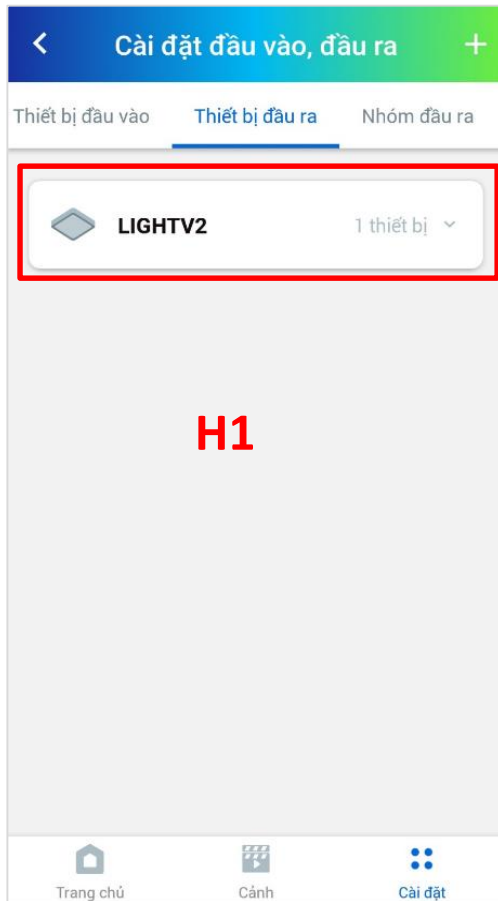 Cài đặt đầu vào, đầu ra
Thiết bị đầu vào Thiết bị đầu ra Nhóm đầu ra
LIGHTV2 1 thiết bị
H1
Trang chủ Cảnh Cài đặt